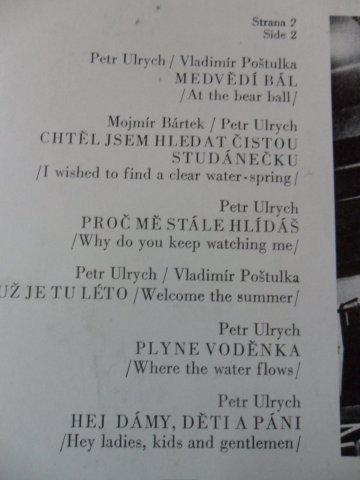 Strana 2
Side 2
Petr Ulrych / Vladimír Poštulka
MEDVĚDÍ BÁL
/At the bear ball/
Mojmír Bártek / Petr Ulrych
CHTĚL JSEM HLEDAT ČISTOU
STUDÁNEČKU
/I wished to find a clear water-spring/
Petr Ulrych
PROČ MĚ STÁLE HLÍDÁŠ
/Why do you keep watching me/
Petr Ulrych / Vladimír Poštulka
UŽ JE TU LÉTO /Welcome the summer/
Petr Ulrych
PLYNE VODĚNKA
/Where the water flows/
Petr Ulrych
HEJ DÁMY, DĚTI A PÁNI
/Hey ladies, kids and gentlemen/